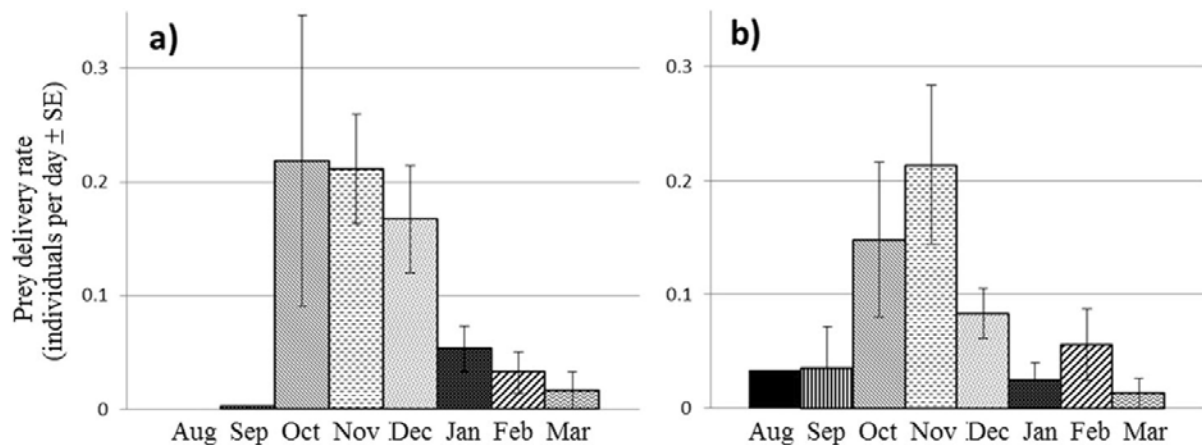 Prey delivery rate
(individuals per day ± SE)
a)
0.3
0.2
0.1
0
Aug Sep Oct Nov Dec Jan Feb Mar
b)
0.3
0.2
0.1
0
Aug Sep Oct Nov Dec Jan Feb Mar